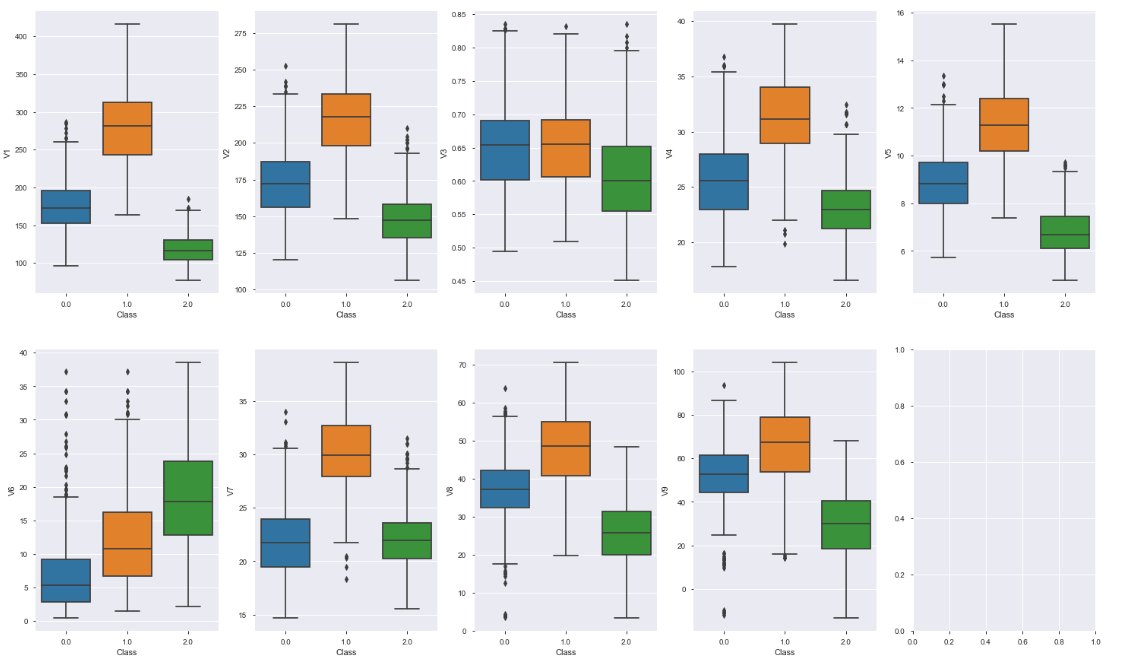 V1
400
350
300
250
200
150
100
0.0 1.0 2.0
Class
V2
275
250
225
200
175
150
125
100
0.0 1.0 2.0
Class
V3
0.85
0.80
0.75
0.70
0.65
0.60
0.55
0.50
0.45
0.0 1.0 2.0
Class
V4
40
35
30
25
20
0.0 1.0 2.0
Class
V5
16
14
12
10
8
6
0.0 1.0 2.0
Class
V6
40
35
30
25
20
15
10
5
0
0.0 1.0 2.0
Class
V7
35
30
25
20
15
0.0 1.0 2.0
Class
V8
70
60
50
40
30
20
10
0
0.0 1.0 2.0
Class
V9
100
80
60
40
20
0
0.0 1.0 2.0
Class
1.0
0.8
0.6
0.4
0.2
0.0
0.0 0.2 0.4 0.6 0.8 1.0